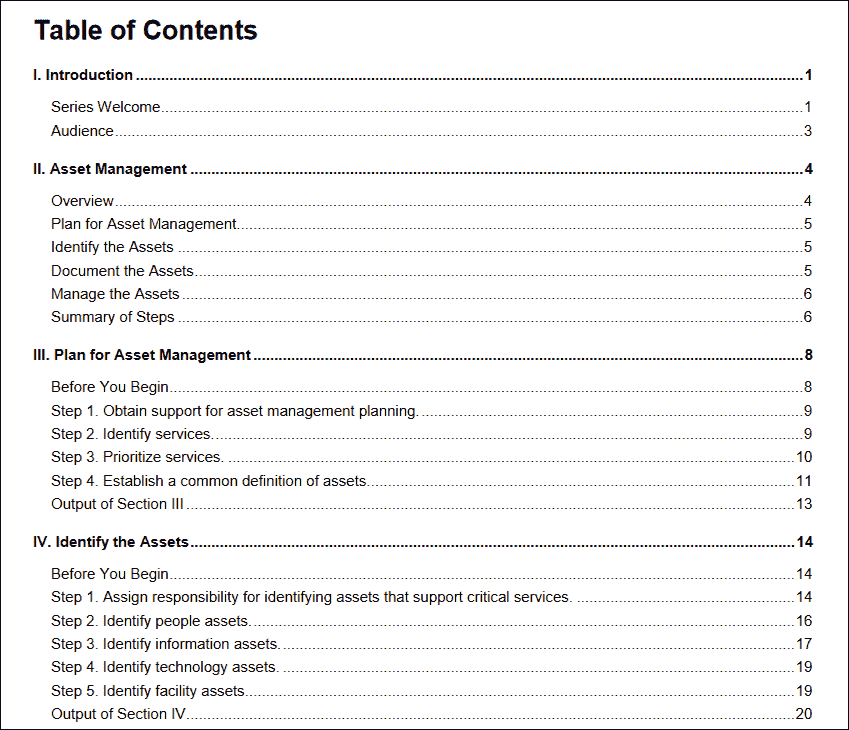 Table of Contents
I. Introduction 1
Series Welcome 1
Audience 3
II. Asset Management 4
Overview 4
Plan for Asset Management 5
Identify the Assets 5
Document the Assets 5
Manage the Assets 6
Summary of Steps 6
III. Plan for Asset Management 8
Before You Begin 8
Step 1. Obtain support for asset management planning. 9
Step 2. Identify services. 9
Step 3. Prioritize services. 10
Step 4. Establish a common definition of assets. 11
Output of Section III 13
IV. Identify the Assets 14
Before You Begin 14
Step 1. Assign responsibility for identifying assets that support critical services. 14
Step 2. Identify people assets. 16
Step 3. Identify information assets. 17
Step 4. Identify technology assets. 19
Step 5. Identify facility assets. 19
Output of Section IV 20